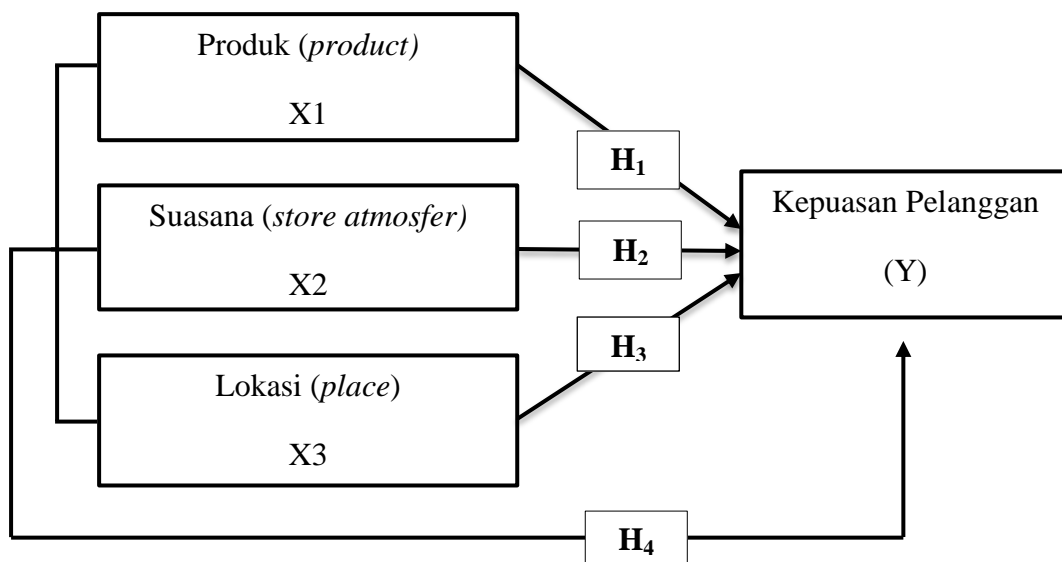 Produk (product)
X1
H₁
Suasana (store atmosfer)
X2
H₂
Kepuasan Pelanggan
(Y)
Lokasi (place)
X3
H₃
H₄